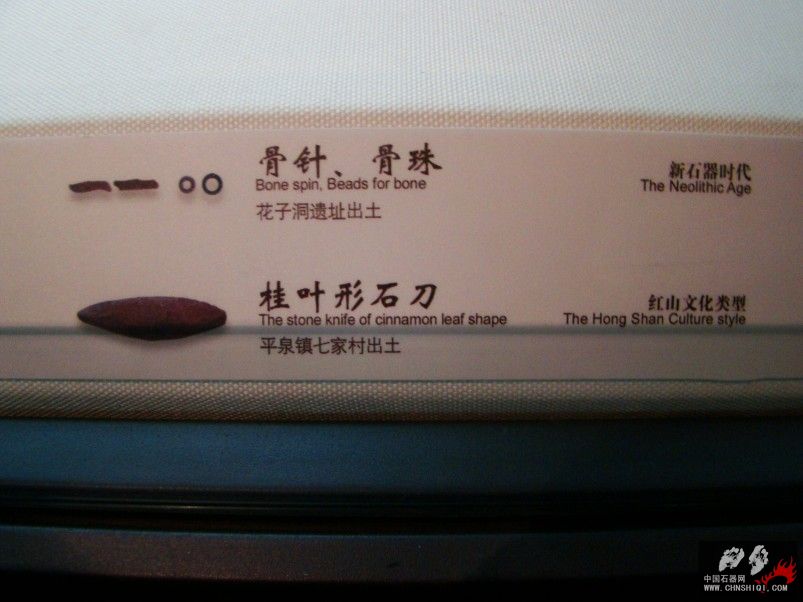 骨针、骨珠
Bone spin, Beads for bone
花子洞遗址出土
新石器时代
The Neolithic Age
桂叶形石刀
The stone knife of cinnamon leaf shape
平泉镇七家村出土
红山文化类型
The Hong Shan Culture style
中国石器网
WWW.CHNSHIQI.COM